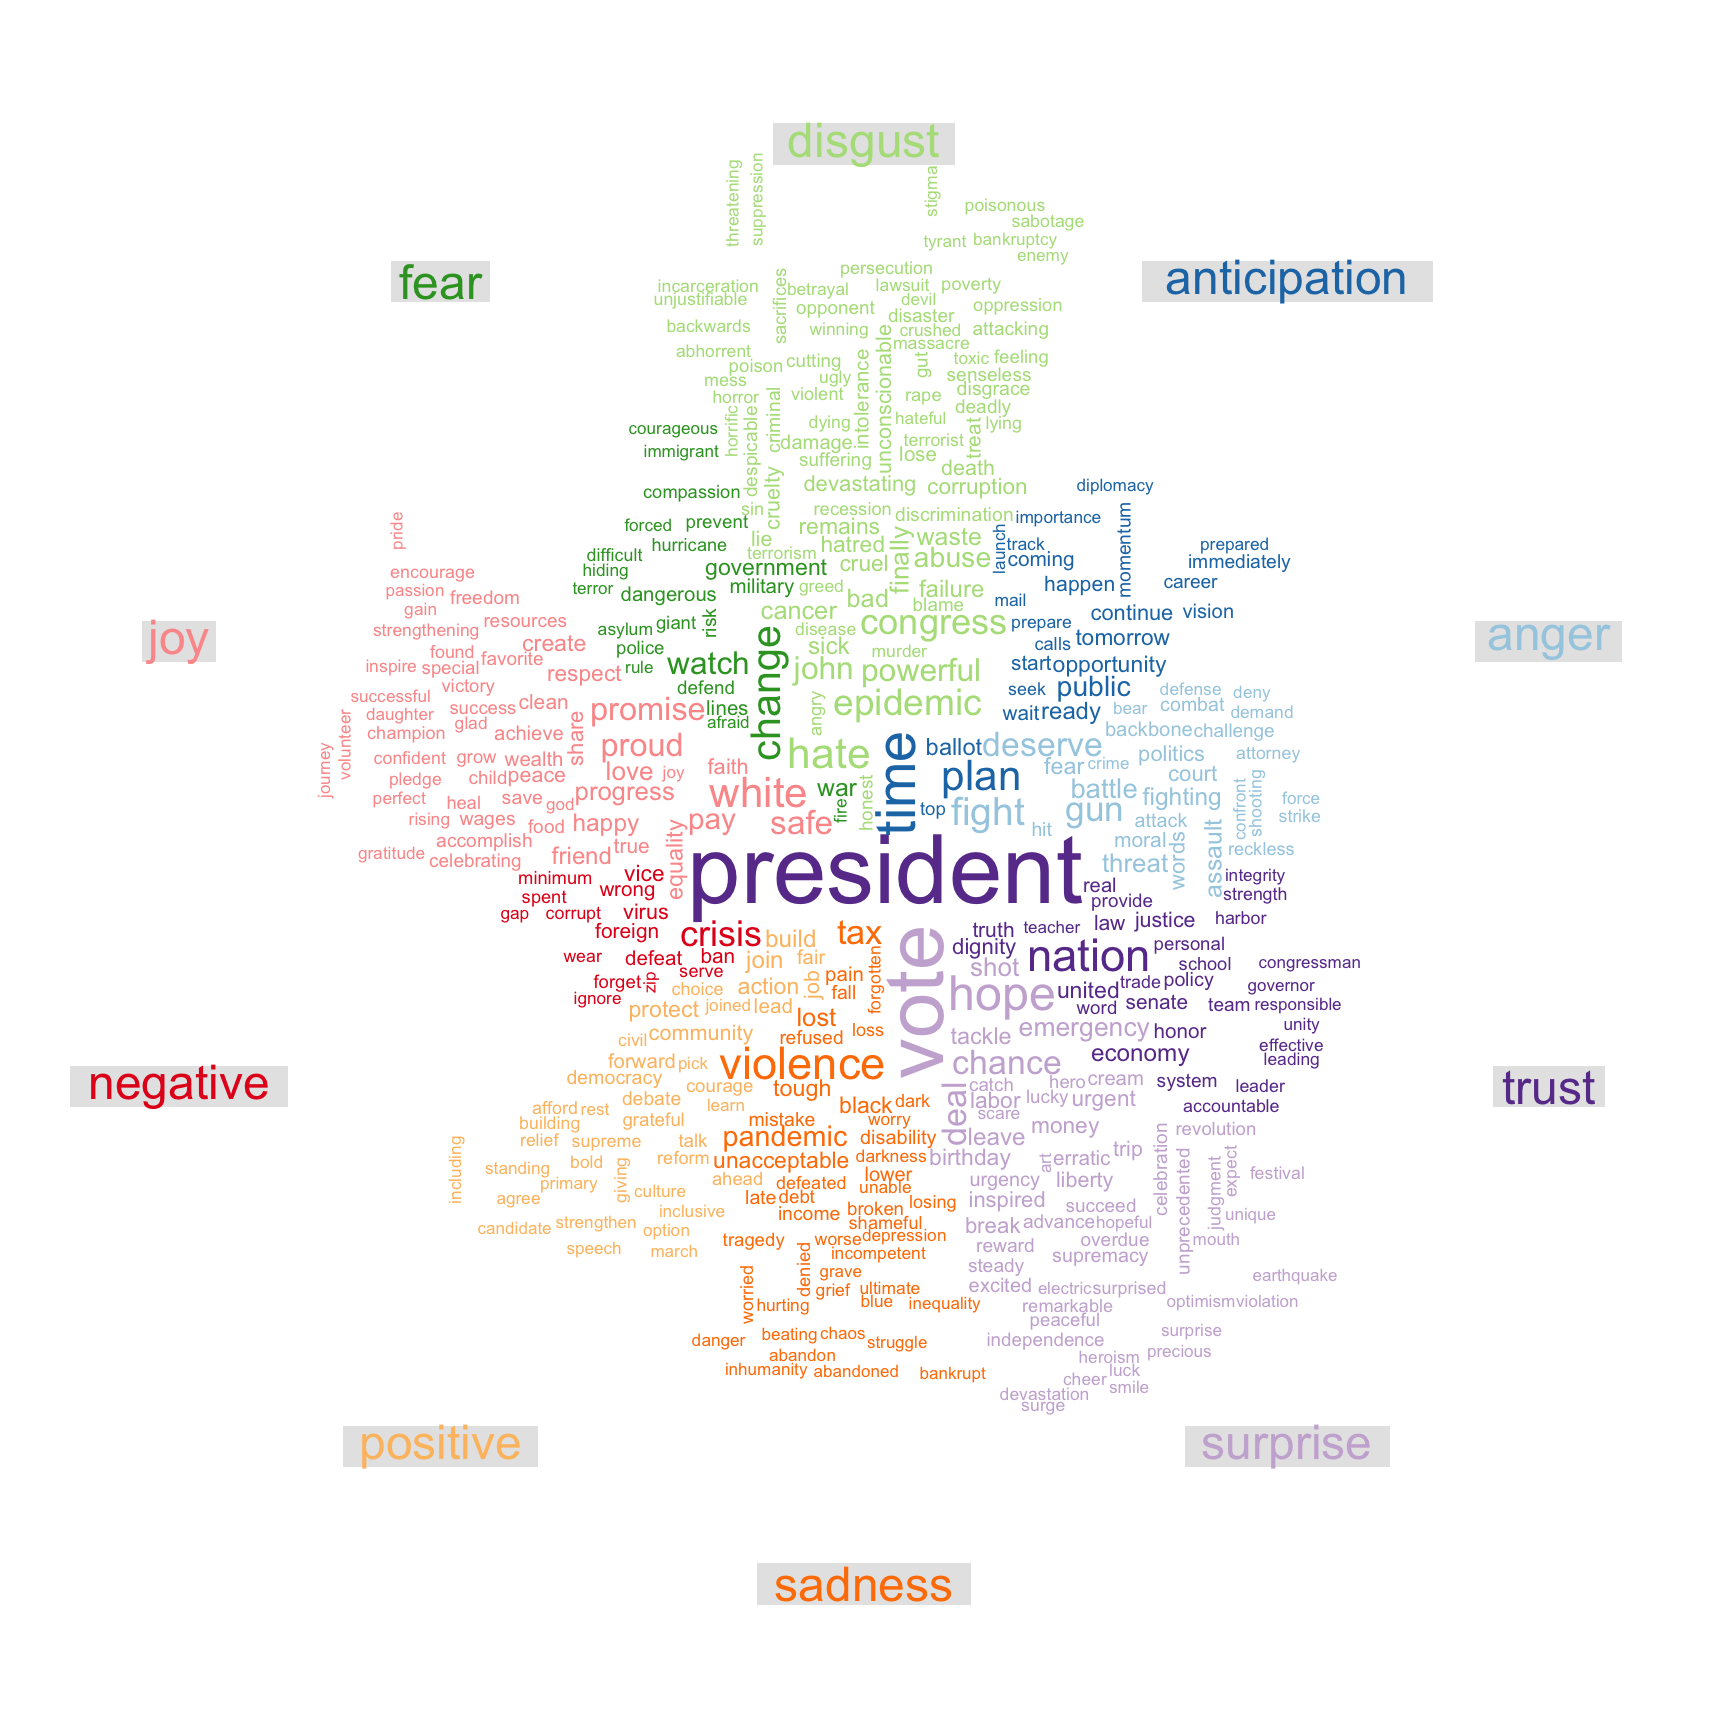 disgust
fear
anticipation
joy
anger
negative
trust
positive
surprise
sadness
threatening
suppression
stigma
poisonous
sabotage
tyrant
bankruptcy
enemy
persecution
incarceration
betrayal
lawsuit
poverty
unjustifiable
sacrifices
devil
opponent
oppression
disaster
backwards
winning
crushed
attacking
massacre
abhorrent
cutting
intolerance
unconscionable
gut
toxic
feeling
poison
senseless
mess
ugly
disgrace
horror
violent
rape
deadly
horrific
despicable
criminal
dying
hateful
lying
damage
terrorist
treat
suffering
lose
death
cruelty
devastating
corruption
sin
recession
discrimination
remains
lie
hatred
finally
waste
terrorism
cruel
abuse
greed
bad
failure
cancer
blame
disease
congress
sick
murder
john
powerful
angry
epidemic
hate
honest
courageous
immigrant
compassion
forced
prevent
difficult
hurricane
hiding
government
terror
dangerous
military
asylum
giant
risk
police
rule
watch
change
defend
lines
afraid
war
fire
diplomacy
importance
momentum
launch
track
coming
prepared
immediately
happen
career
mail
continue
vision
prepare
calls
tomorrow
start
opportunity
seek
public
wait
ready
ballot
time
plan
top
defense
deny
bear
combat
demand
backbone
challenge
deserve
politics
attorney
fear
crime
court
battle
fighting
confront
shooting
force
fight
gun
strike
hit
attack
moral
words
assault
reckless
threat
pride
encourage
passion
freedom
gain
resources
strengthening
create
found
favorite
inspire
special
respect
victory
successful
success
clean
promise
daughter
glad
share
champion
achieve
volunteer
journey
confident
grow
wealth
proud
pledge
child
peace
love
joy
faith
perfect
heal
save
god
progress
white
rising
wages
food
happy
pay
safe
accomplish
true
gratitude
celebrating
friend
equality
president
minimum
vice
spent
wrong
gap
corrupt
virus
foreign
crisis
wear
defeat
ban
forget
zip
serve
ignore
real
integrity
provide
strength
truth
teacher
law
justice
harbor
dignity
nation
personal
school
congressman
united
trade
policy
governor
word
senate
team
responsible
honor
unity
economy
effective
leading
system
leader
accountable
build
join
fair
choice
action
job
protect
joined
lead
civil
community
forward
pick
democracy
courage
afford
rest
debate
learn
building
grateful
relief
supreme
talk
including
standing
bold
reform
primary
giving
ahead
agree
culture
candidate
strengthen
inclusive
option
speech
march
tax
pain
fall
forgotten
lost
refused
loss
violence
tough
black
dark
mistake
worry
pandemic
disability
unacceptable
darkness
lower
defeated
unable
late
debt
losing
income
broken
shameful
tragedy
worse
depression
incompetent
denied
grave
worried
grief
ultimate
hurting
blue
inequality
danger
beating
chaos
struggle
abandon
inhumanity
abandoned
bankrupt
vote
shot
hope
emergency
tackle
chance
catch
hero
cream
labor
lucky
urgent
scare
deal
leave
money
revolution
birthday
art
erratic
trip
celebration
unprecedented
judgment
expect
festival
urgency
liberty
inspired
succeed
unique
break
advance
hopeful
reward
overdue
mouth
supremacy
steady
excited
electric
surprised
earthquake
remarkable
optimism
violation
peaceful
independence
surprise
heroism
precious
luck
cheer
smile
devastation
surge